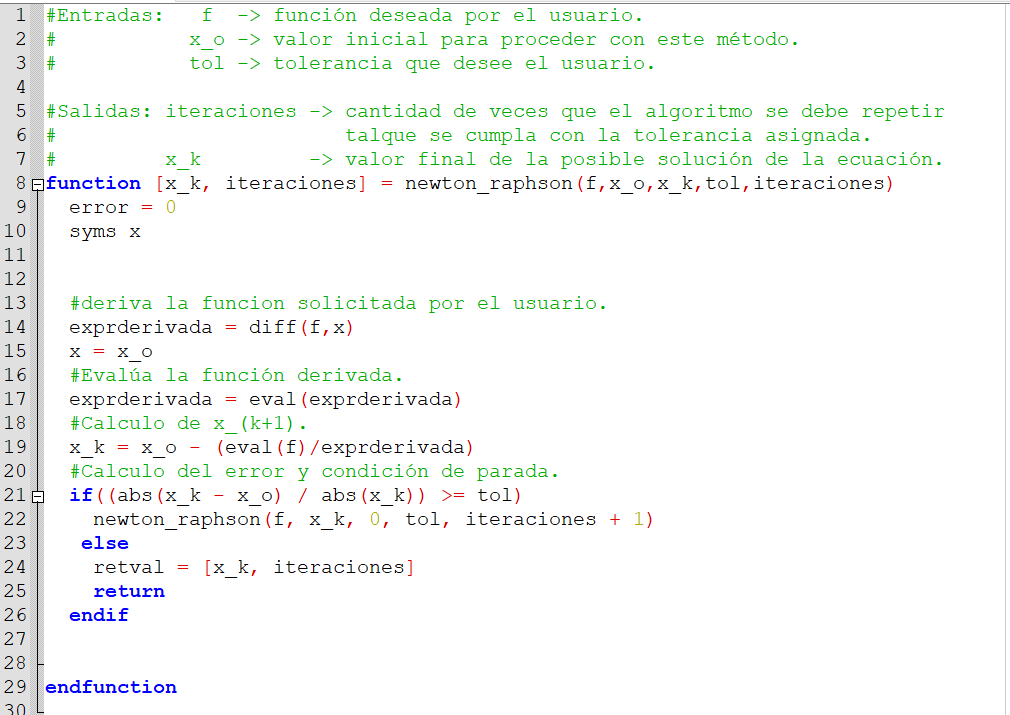 1 #Entradas:   f  -> función deseada por el usuario.
2 #           x_o -> valor inicial para proceder con este método.
3 #           tol -> tolerancia que desee el usuario.
4
5 #Salidas: iteraciones -> cantidad de veces que el algoritmo se debe repetir
6 #                        talque se cumpla con la tolerancia asignada.
7 #         x_k         -> valor final de la posible solución de la ecuación.
8 function [x_k, iteraciones] = newton_raphson(f,x_o,x_k,tol,iteraciones)
9   error = 0
10   syms x
11
12
13   #deriva la funcion solicitada por el usuario.
14   exprderivada = diff(f,x)
15   x = x_o
16   #Evalúa la función derivada.
17   exprderivada = eval(exprderivada)
18   #Calculo de x_(k+1).
19   x_k = x_o - (eval(f)/exprderivada)
20   #Calculo del error y condición de parada.
21   if((abs(x_k - x_o) / abs(x_k)) >= tol)
22     newton_raphson(f, x_k, 0, tol, iteraciones + 1)
23    else
24     retval = [x_k, iteraciones]
25     return
26   endif
27
28
29 endfunction
30